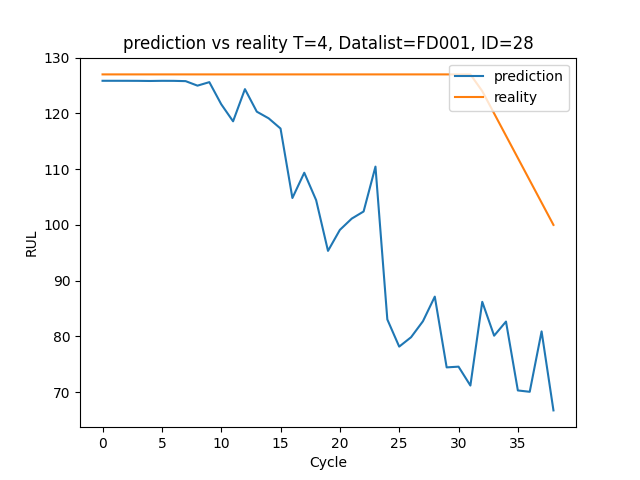 prediction vs reality T=4, Datalist=FD001, ID=28
prediction
reality
130
120
110
100
90
80
70
RUL
0 5 10 15 20 25 30 35
Cycle